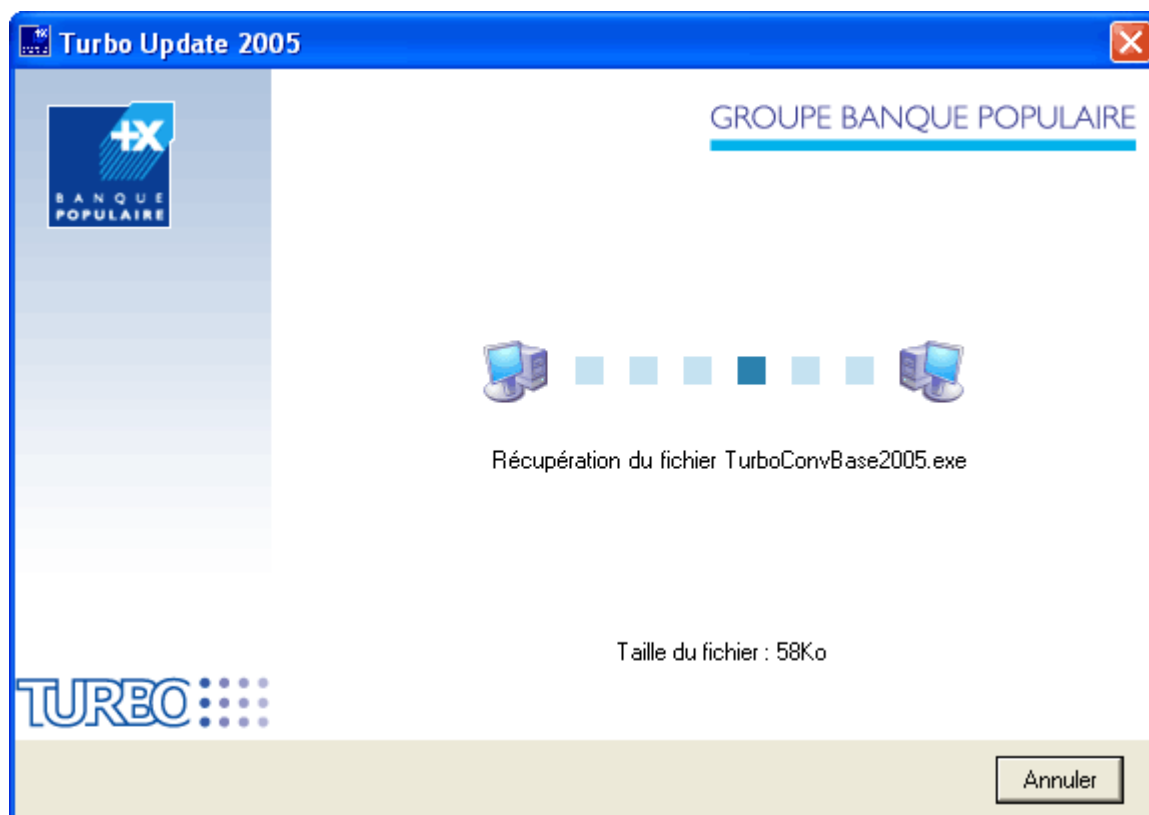 Turbo Update 2005
+X
BANQUE
POPULAIRE
GROUPE BANQUE POPULAIRE
Récupération du fichier TurboConvBase2005.exe
Taille du fichier : 58Ko
TURBO
Annuler